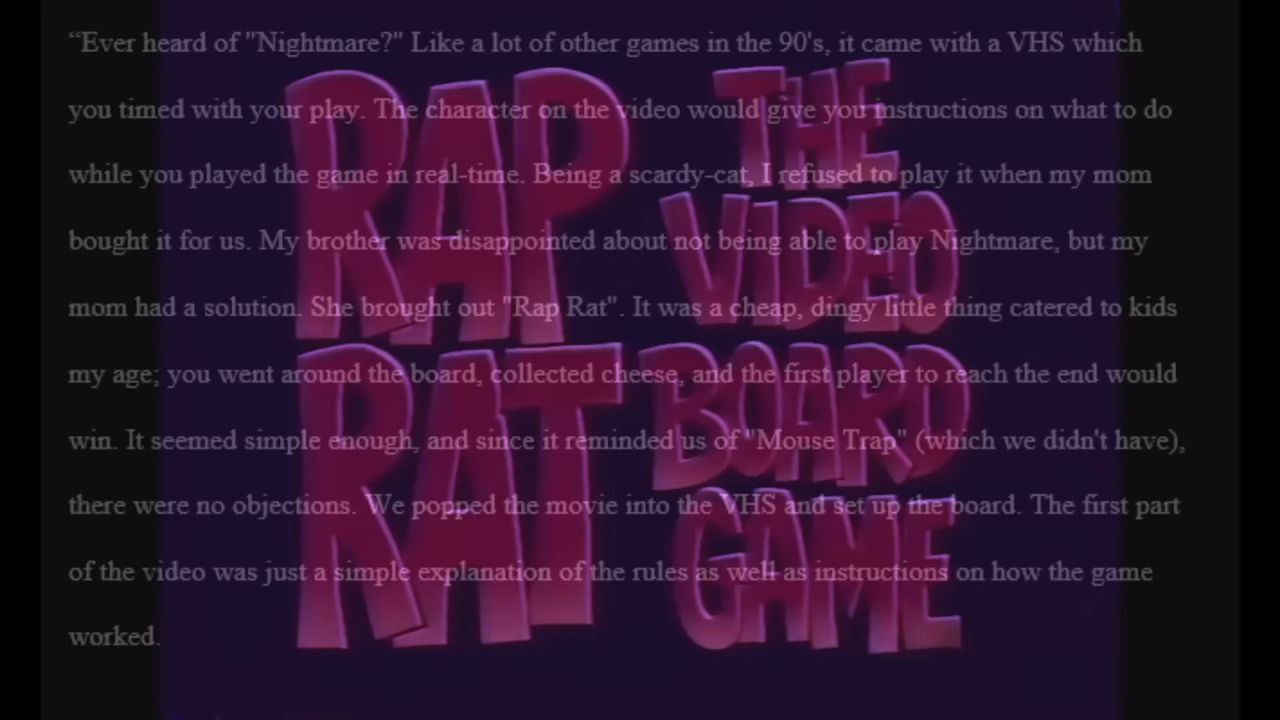 “Ever heard of "Nightmare?" Like a lot of other games in the 90's, it came with a VHS which
you timed with your play. The character on the video would give you instructions on what to do
while you played the game in real-time. Being a scardy-cat, I refused to play it when my mom
bought it for us. My brother was disappointed about not being able to play Nightmare, but my
mom had a solution. She brought out "Rap Rat". It was a cheap, dingy little thing catered to kids
my age; you went around the board, collected cheese, and the first player to reach the end would
win. It seemed simple enough, and since it reminded us of "Mouse Trap" (which we didn't have),
there were no objections. We popped the movie into the VHS and set up the board. The first part
of the video was just a simple explanation of the rules as well as instructions on how the game
worked.
RAP
RAT
THE
VIDEO
BOARD
GAME